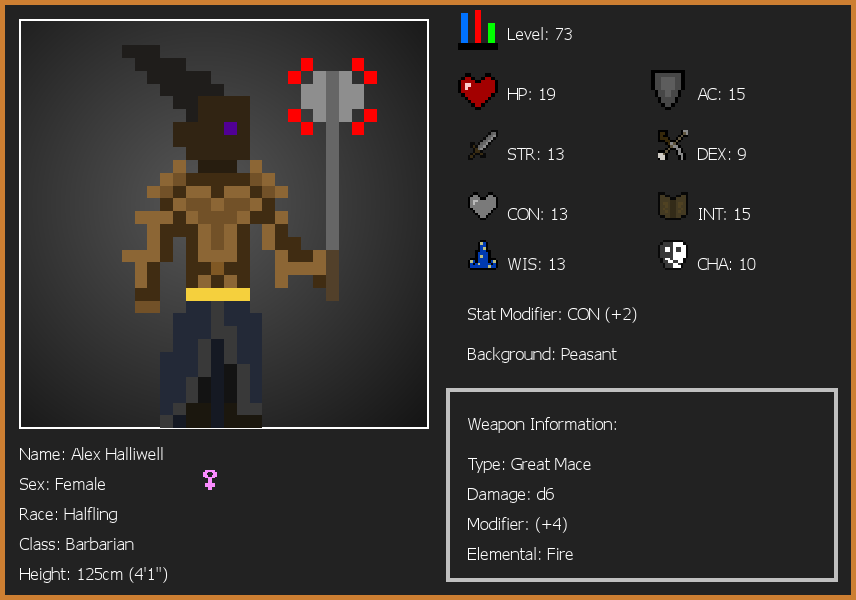 Level: 73
HP: 19
AC: 15
STR: 13
DEX: 9
CON: 13
INT: 15
WIS: 13
CHA: 10
Stat Modifier: CON (+2)
Background: Peasant
Weapon Information:
Type: Great Mace
Damage: d6
Modifier: (+4)
Elemental: Fire
Name: Alex Halliwell
Sex: Female
Race: Halfling
Class: Barbarian
Height: 125cm (4'1")